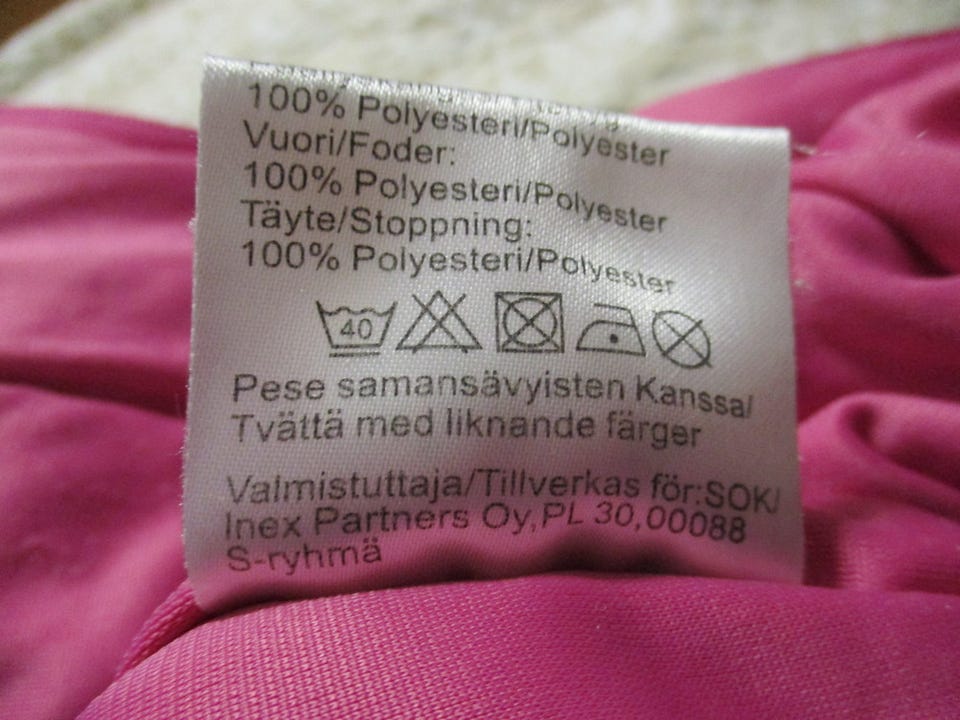 100% Polyesteri/Polyester
Vuori/Foder:
100% Polyesteri/Polyester
Täyte/Stoppning:
100% Polyesteri/Polyester
40
Pese samansävyisten Kanssa/
Tvättä med liknande färger
Valmistuttaja/Tillverkas för:SOK/
Inex Partners Oy,PL 30,00088
S-ryhmä